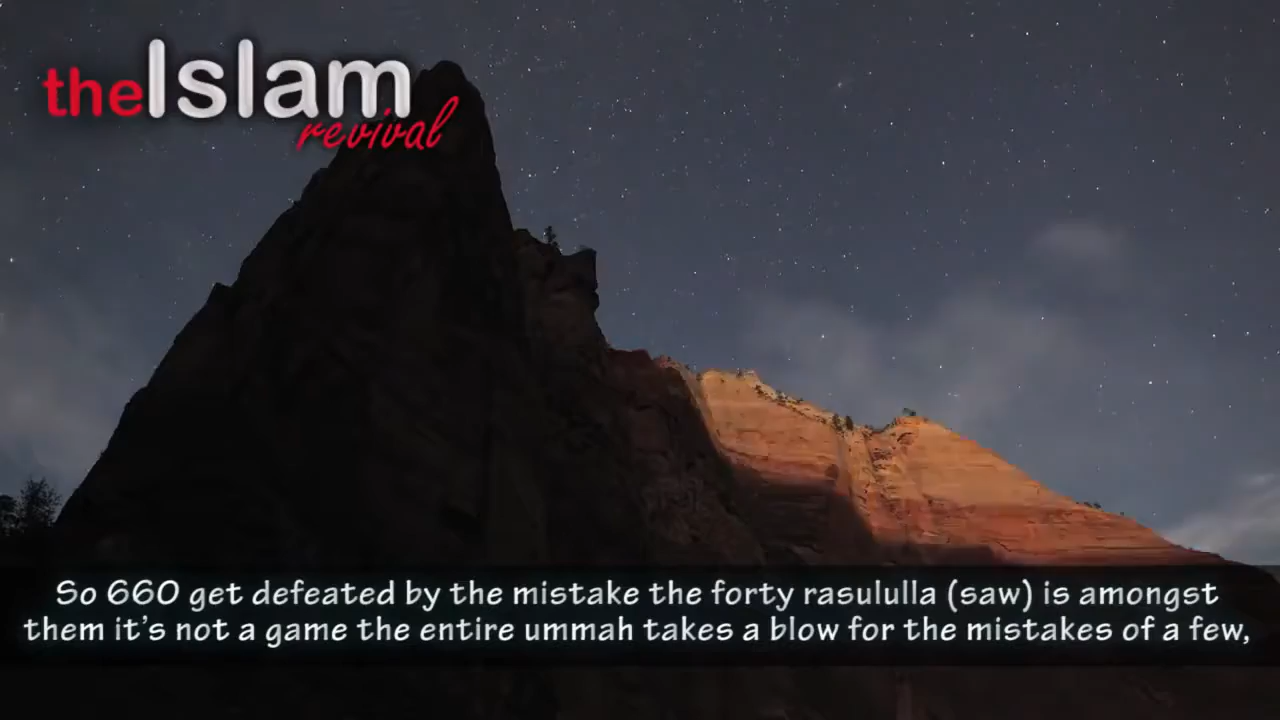 theIslam
revival
So 660 get defeated by the mistake the forty rasululla (saw) is amongst
them it's not a game the entire ummah takes a blow for the mistakes of a few,